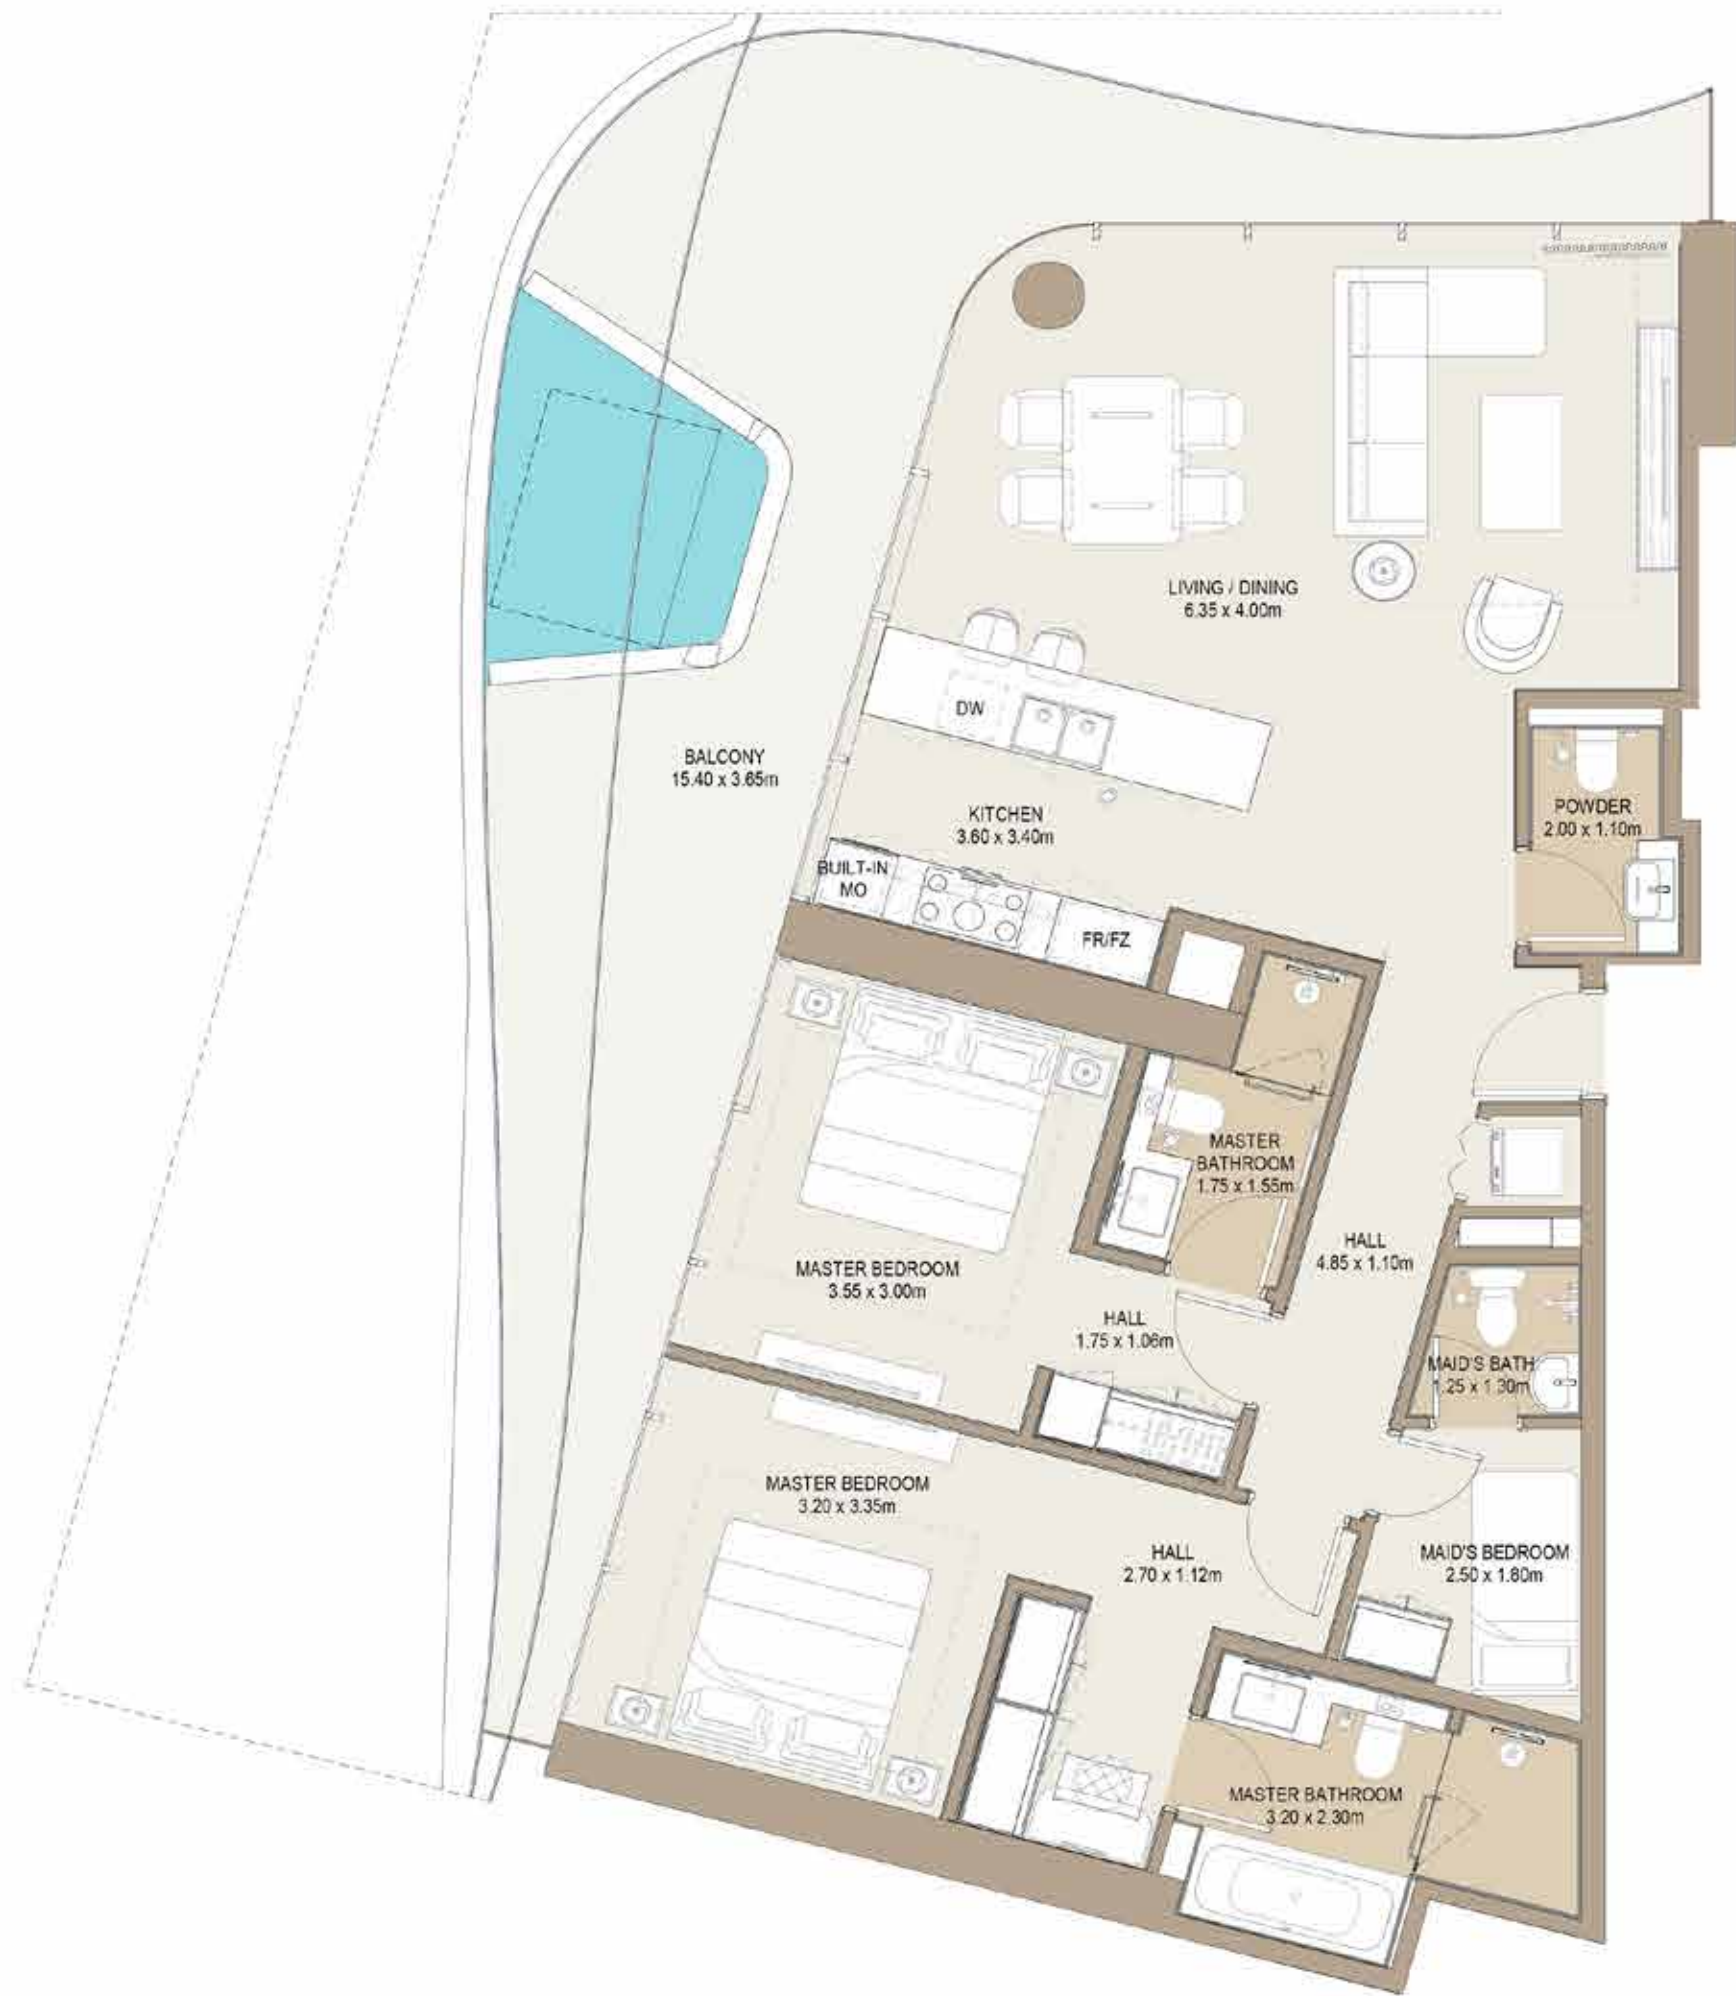 LIVING / DINING
6.35 x 4.00m
DW
BALCONY
15.40 x 3.65m
KITCHEN
3.60 x 3.40m
POWDER
2.00 x 1.10m
BUILT-IN
MO
FR/FZ
MASTER
BATHROOM
1.75 x 1.55m
HALL
4.85 x 1.10m
MASTER BEDROOM
3.55 x 3.00m
HALL
1.75 x 1.06m
MAID'S BATH
1.25 x 1.30m
MASTER BEDROOM
3.20 x 3.35m
HALL
2.70 x 1.12m
MAID'S BEDROOM
2.50 x 1.80m
MASTER BATHROOM
3.20 x 2.30m